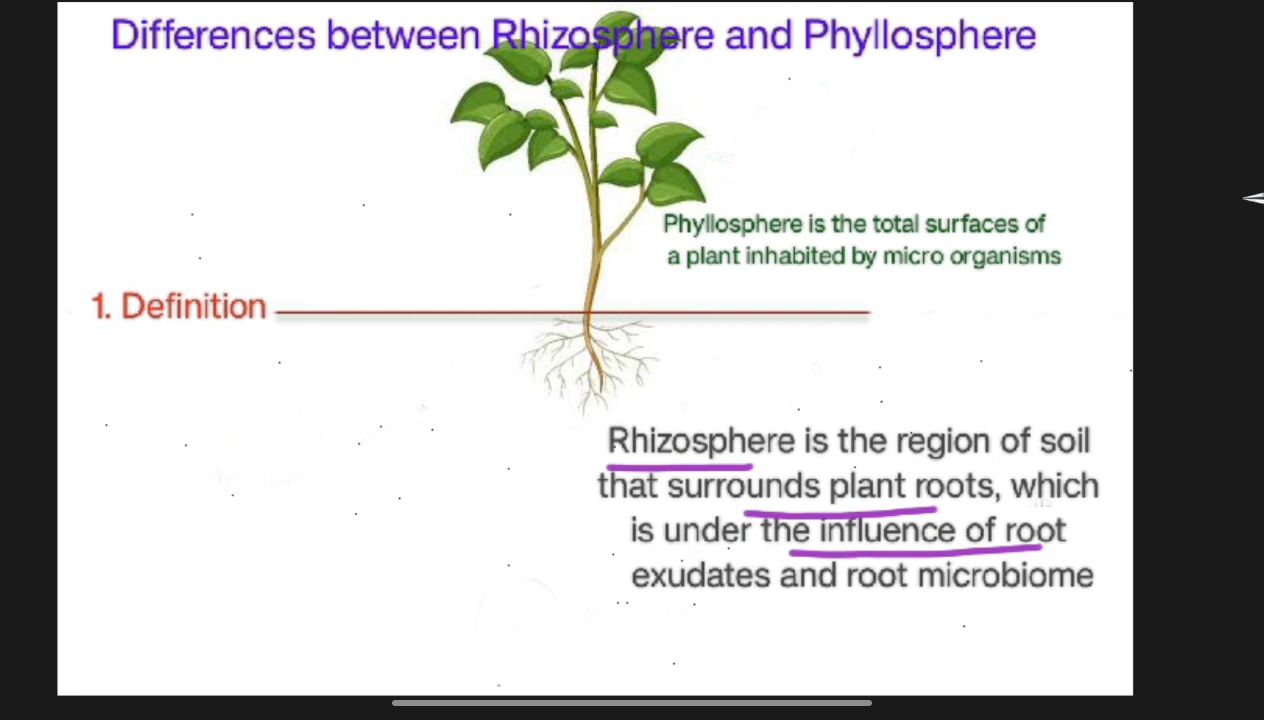 Differences between Rhizosphere and Phyllosphere
Phyllosphere is the total surfaces of
a plant inhabited by micro organisms
1. Definition
Rhizosphere is the region of soil
that surrounds plant roots, which
is under the influence of root
exudates and root microbiome